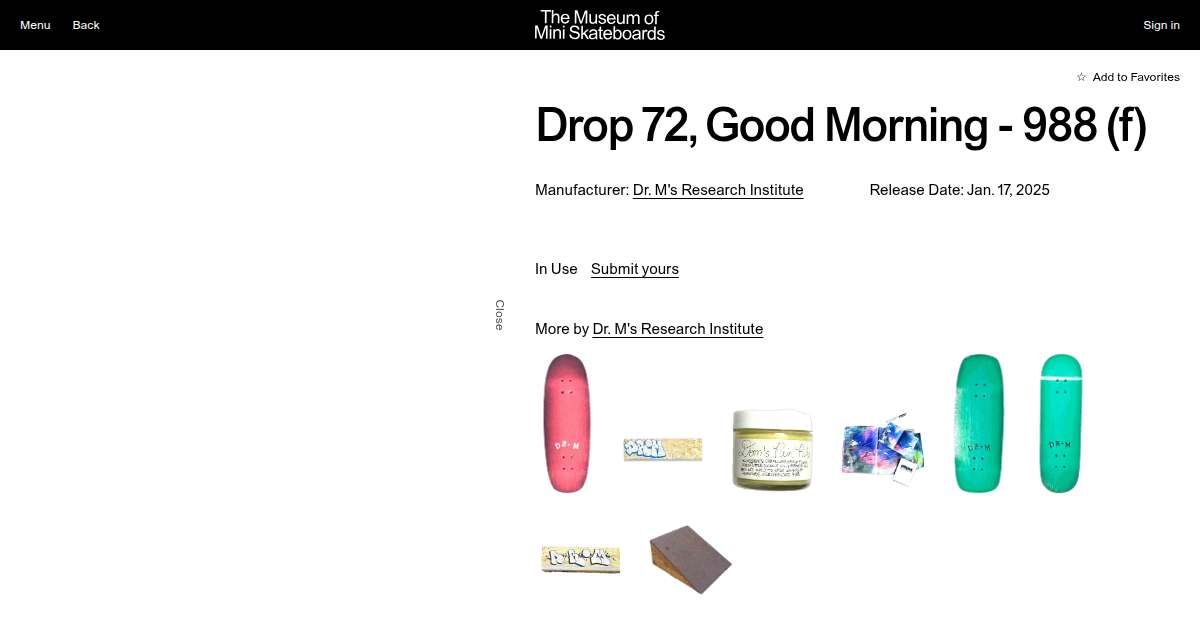 Menu
Back
The Museum of
Mini Skateboards
Sign in
☆ Add to Favorites
Drop 72, Good Morning - 988 (f)
Manufacturer: Dr. M's Research Institute
Release Date: Jan. 17, 2025
In Use
Submit yours
Close
More by Dr. M's Research Institute
DR•M
DR•M
DR•M